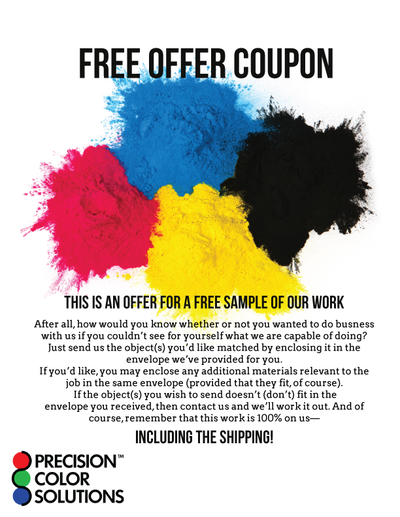 FREE OFFER COUPON
THIS IS AN OFFER FOR A FREE SAMPLE OF OUR WORK
After all, how would you know whether or not you wanted to do busness
with us if you couldn't see for yourself what we are capable of doing?
Just send us the object(s) you'd like matched by enclosing it in the
envelope we've provided for you.
If you'd like, you may enclose any additional materials relevant to the
job in the same envelope (provided that they fit, of course).
If the object(s) you wish to send doesn't (don't) fit in the
envelope you received, then contact us and we'll work it out. And of
course, remember that this work is 100% on us—
INCLUDING THE SHIPPING!
PRECISION™
COLOR
SOLUTIONS